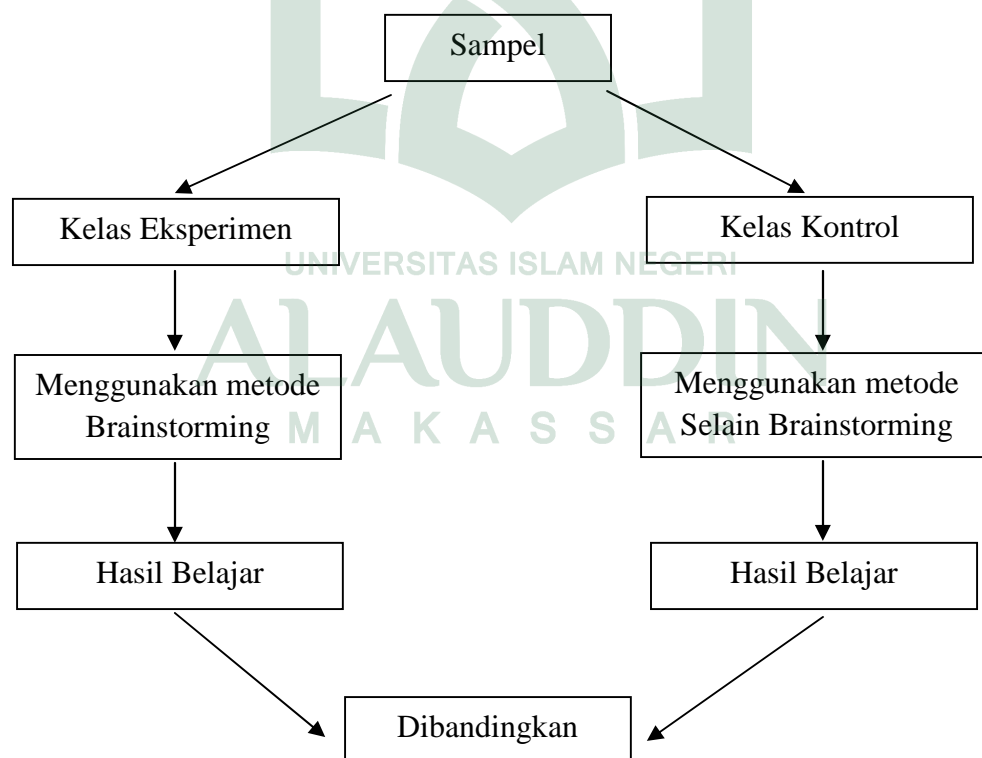 Sampel
Kelas Eksperimen
Kelas Kontrol
UNIVERSITAS ISLAM NEGERI
ALAUDDIN
MAKASSAR
Menggunakan metode
Brainstorming
Menggunakan metode
Selain Brainstorming
Hasil Belajar
Hasil Belajar
Dibandingkan